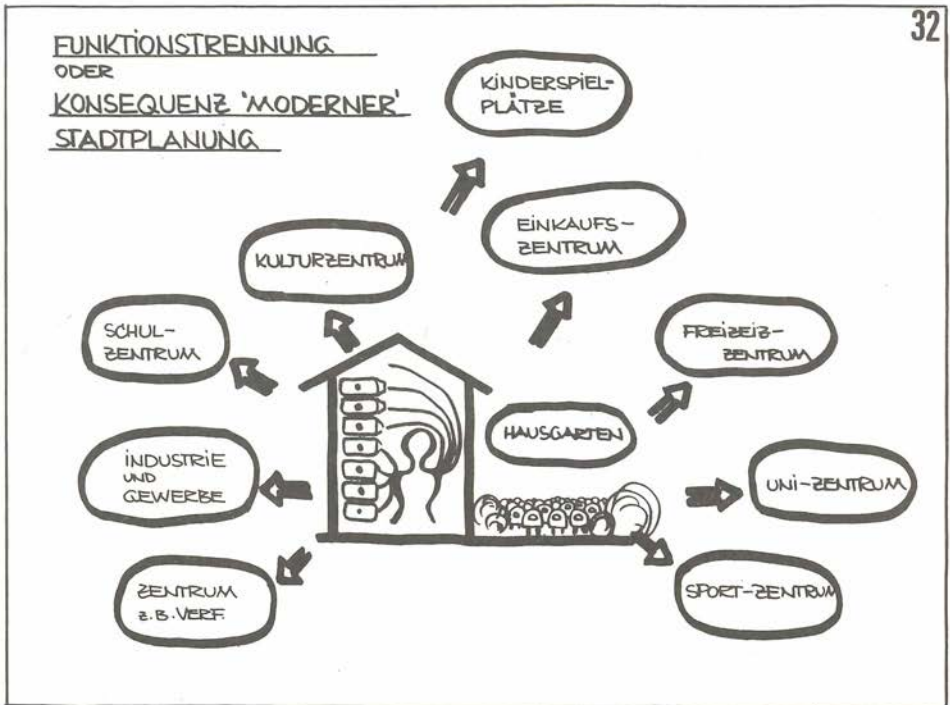 32
FUNKTIONSTRENNUNG
ODER
KONSEQUENZ 'MODERNER'
STADTPLANUNG
KINDERSPIEL-
PLÄTZE
EINKAUFS-
ZENTRUM
KULTURZENTRUM
SCHUL-
ZENTRUM
FREIZEIZ-
ZENTRUM
HAUSGARTEN
INDUSTRIE
UND
GEWERBE
UNI-ZENTRUM
ZENTRUM
Z.B. VERF.
SPORT-ZENTRUM